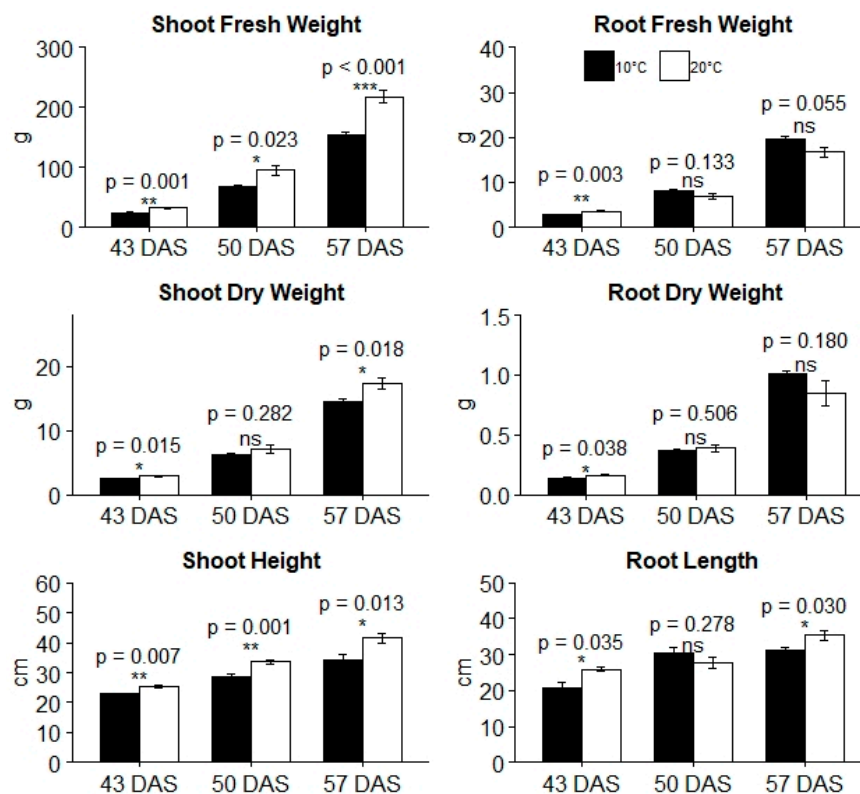 Shoot Fresh Weight
300
200
100
0
g
p = 0.001
**
p = 0.023
*
p < 0.001
***
43 DAS 50 DAS 57 DAS
Root Fresh Weight
40
30
20
10
0
g
10°C 20°C
p = 0.003
**
p = 0.133
ns
p = 0.055
ns
43 DAS 50 DAS 57 DAS
Shoot Dry Weight
20
10
0
g
p = 0.015
*
p = 0.282
ns
p = 0.018
*
43 DAS 50 DAS 57 DAS
Root Dry Weight
1.5
1.0
0.5
0.0
g
p = 0.038
*
p = 0.506
ns
p = 0.180
ns
43 DAS 50 DAS 57 DAS
Shoot Height
60
50
40
30
20
10
0
cm
p = 0.007
**
p = 0.001
**
p = 0.013
*
43 DAS 50 DAS 57 DAS
Root Length
50
40
30
20
10
0
cm
p = 0.035
*
p = 0.278
ns
p = 0.030
*
43 DAS 50 DAS 57 DAS